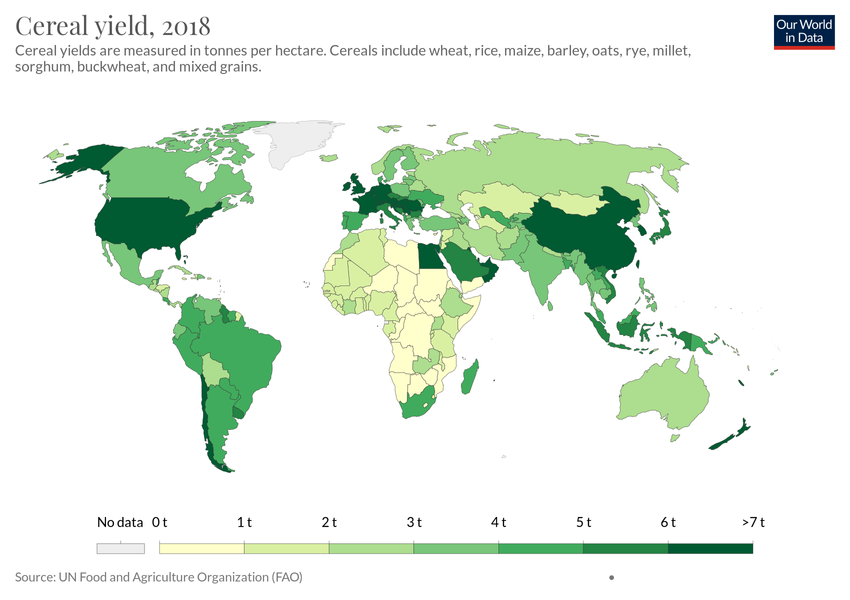 Cereal yield, 2018
Our World
in Data
Cereal yields are measured in tonnes per hectare. Cereals include wheat, rice, maize, barley, oats, rye, millet,
sorghum, buckwheat, and mixed grains.
No data 0 t 1 t 2 t 3 t 4 t 5 t 6 t >7 t
Source: UN Food and Agriculture Organization (FAO)